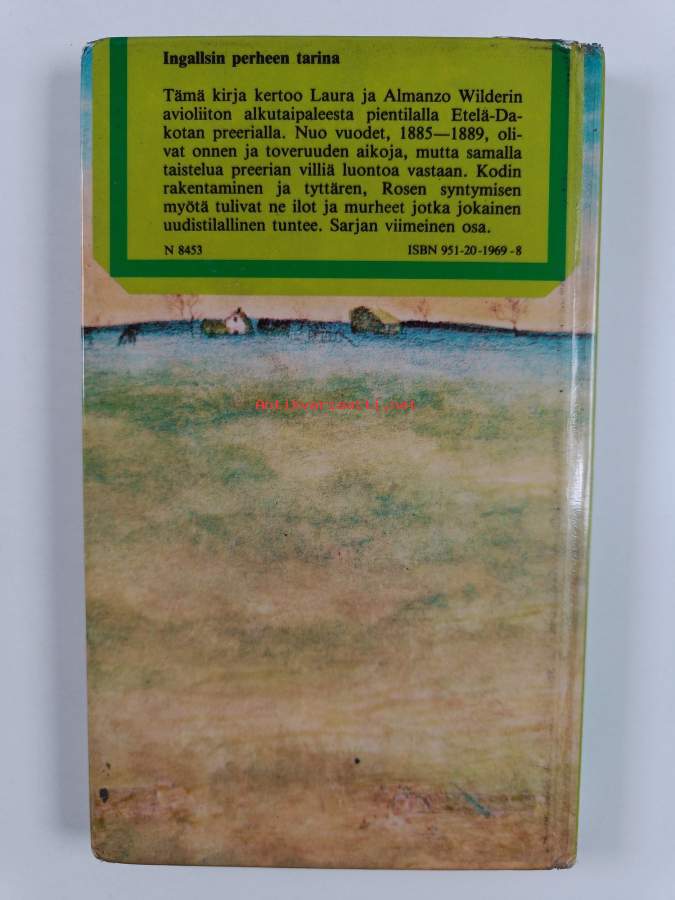 Ingallsin perheen tarina
Tämä kirja kertoo Laura ja Almanzo Wilderin
avioliiton alkutaipaleesta pientilalla Etelä-Da-
kotan preerialla. Nuo vuodet, 1885—1889, oli-
vat onnen ja toveruuden aikoja, mutta samalla
taistelua preerian villiä luontoa vastaan. Kodin
rakentaminen ja tyttären, Rosen syntymisen
myötä tulivat ne ilot ja murheet jotka jokainen
uudistilallinen tuntee. Sarjan viimeinen osa.
N 8453 ISBN 951-20-1969-8
Antikvariaatti.net